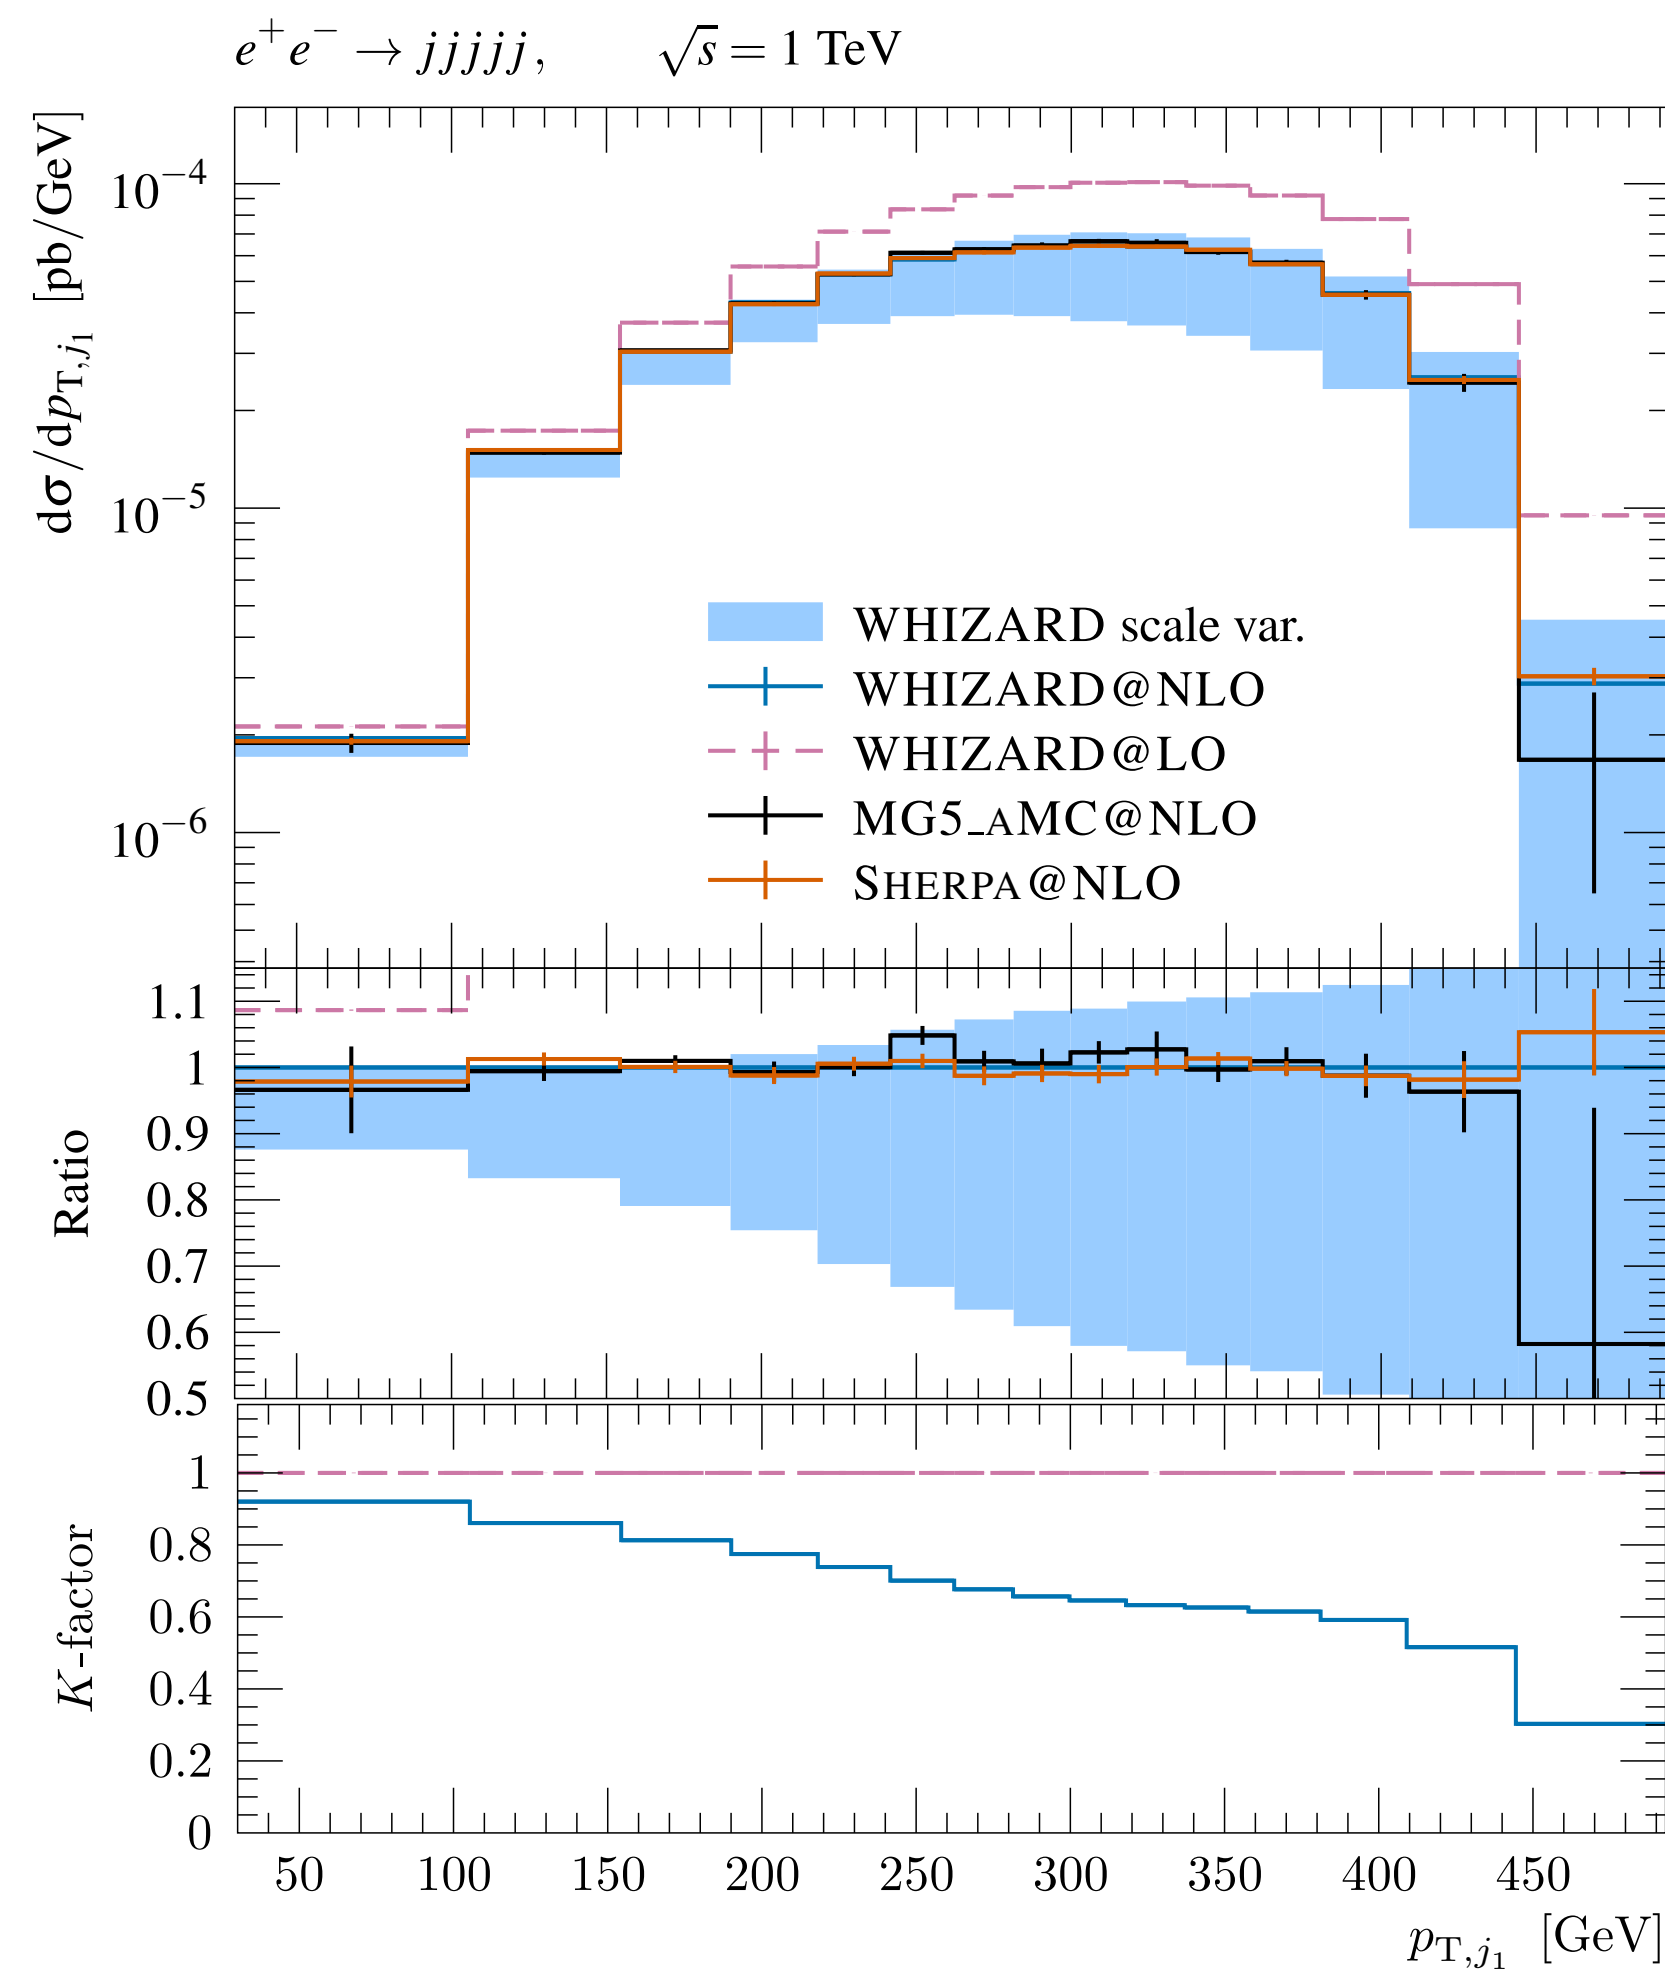 e⁺e⁻ → jjjjj, √s = 1 TeV
dσ/dp_{T,j₁} [pb/GeV]
10⁻⁴
10⁻⁵
10⁻⁶
WHIZARD scale var.
WHIZARD@NLO
WHIZARD@LO
MG5_AMC@NLO
SHERPA@NLO
Ratio
1.1
1
0.9
0.8
0.7
0.6
0.5
K-factor
1
0.8
0.6
0.4
0.2
0
50 100 150 200 250 300 350 400 450
p_{T,j₁} [GeV]